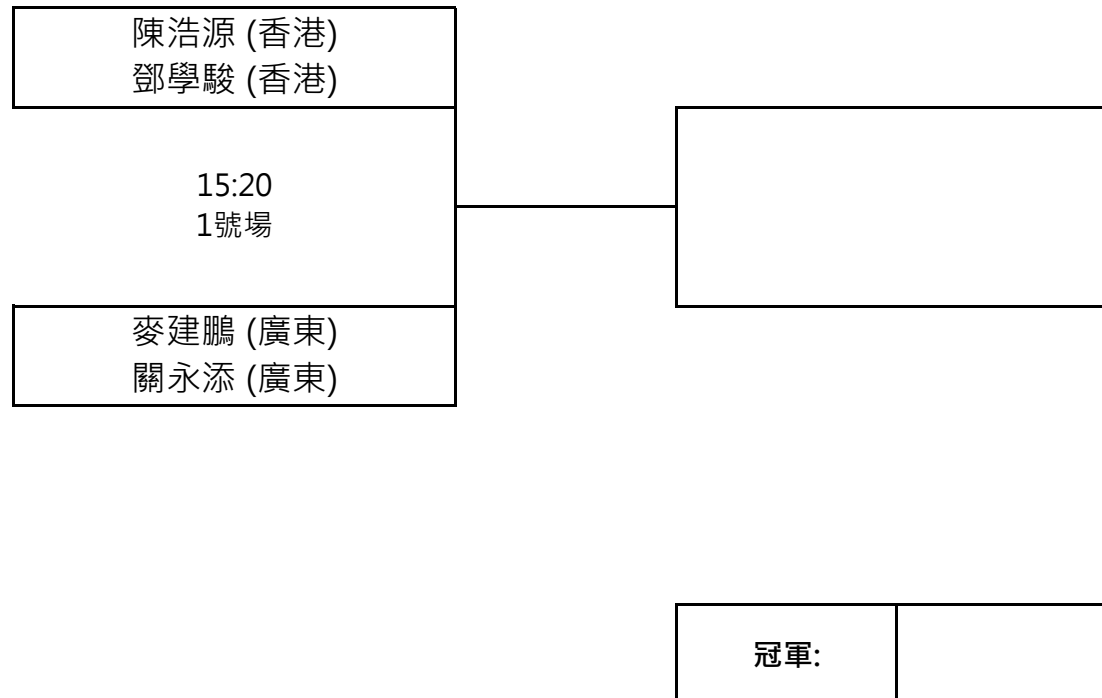 陳浩源 (香港)
鄧學駿 (香港)
15:20
1號場
麥建鵬 (廣東)
關永添 (廣東)
冠軍: